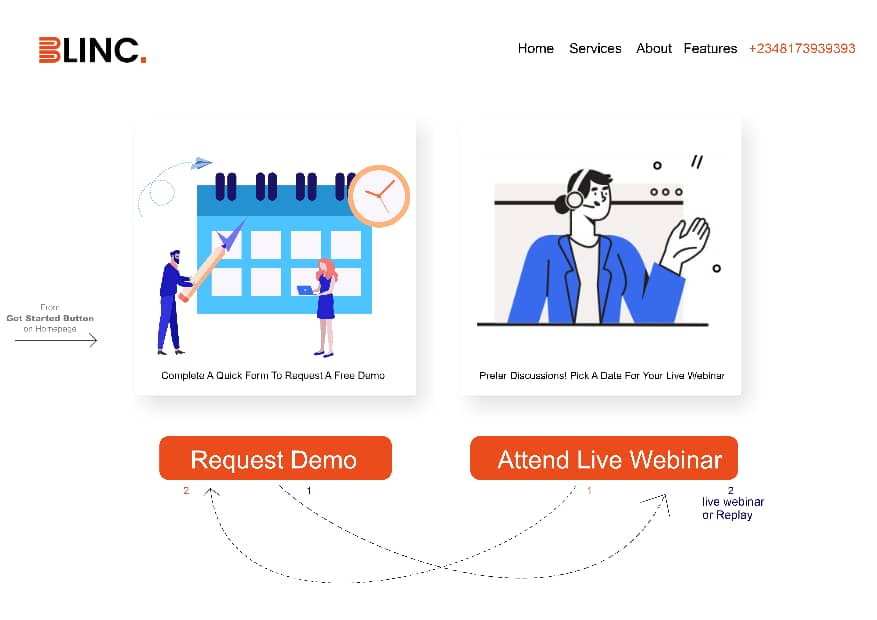 BLINC.
Home Services About Features +2348173939393
From
Get Started Button
on Homepage
Complete A Quick Form To Request A Free Demo
Prefer Discussions! Pick A Date For Your Live Webinar
Request Demo
Attend Live Webinar
2 1
1 2
live webinar
or Replay